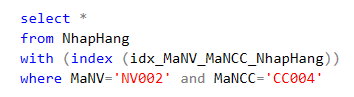 select *
from NhapHang
with (index (idx_MaNV_MaNCC_NhapHang))
where MaNV='NV002' and MaNCC='CC004'